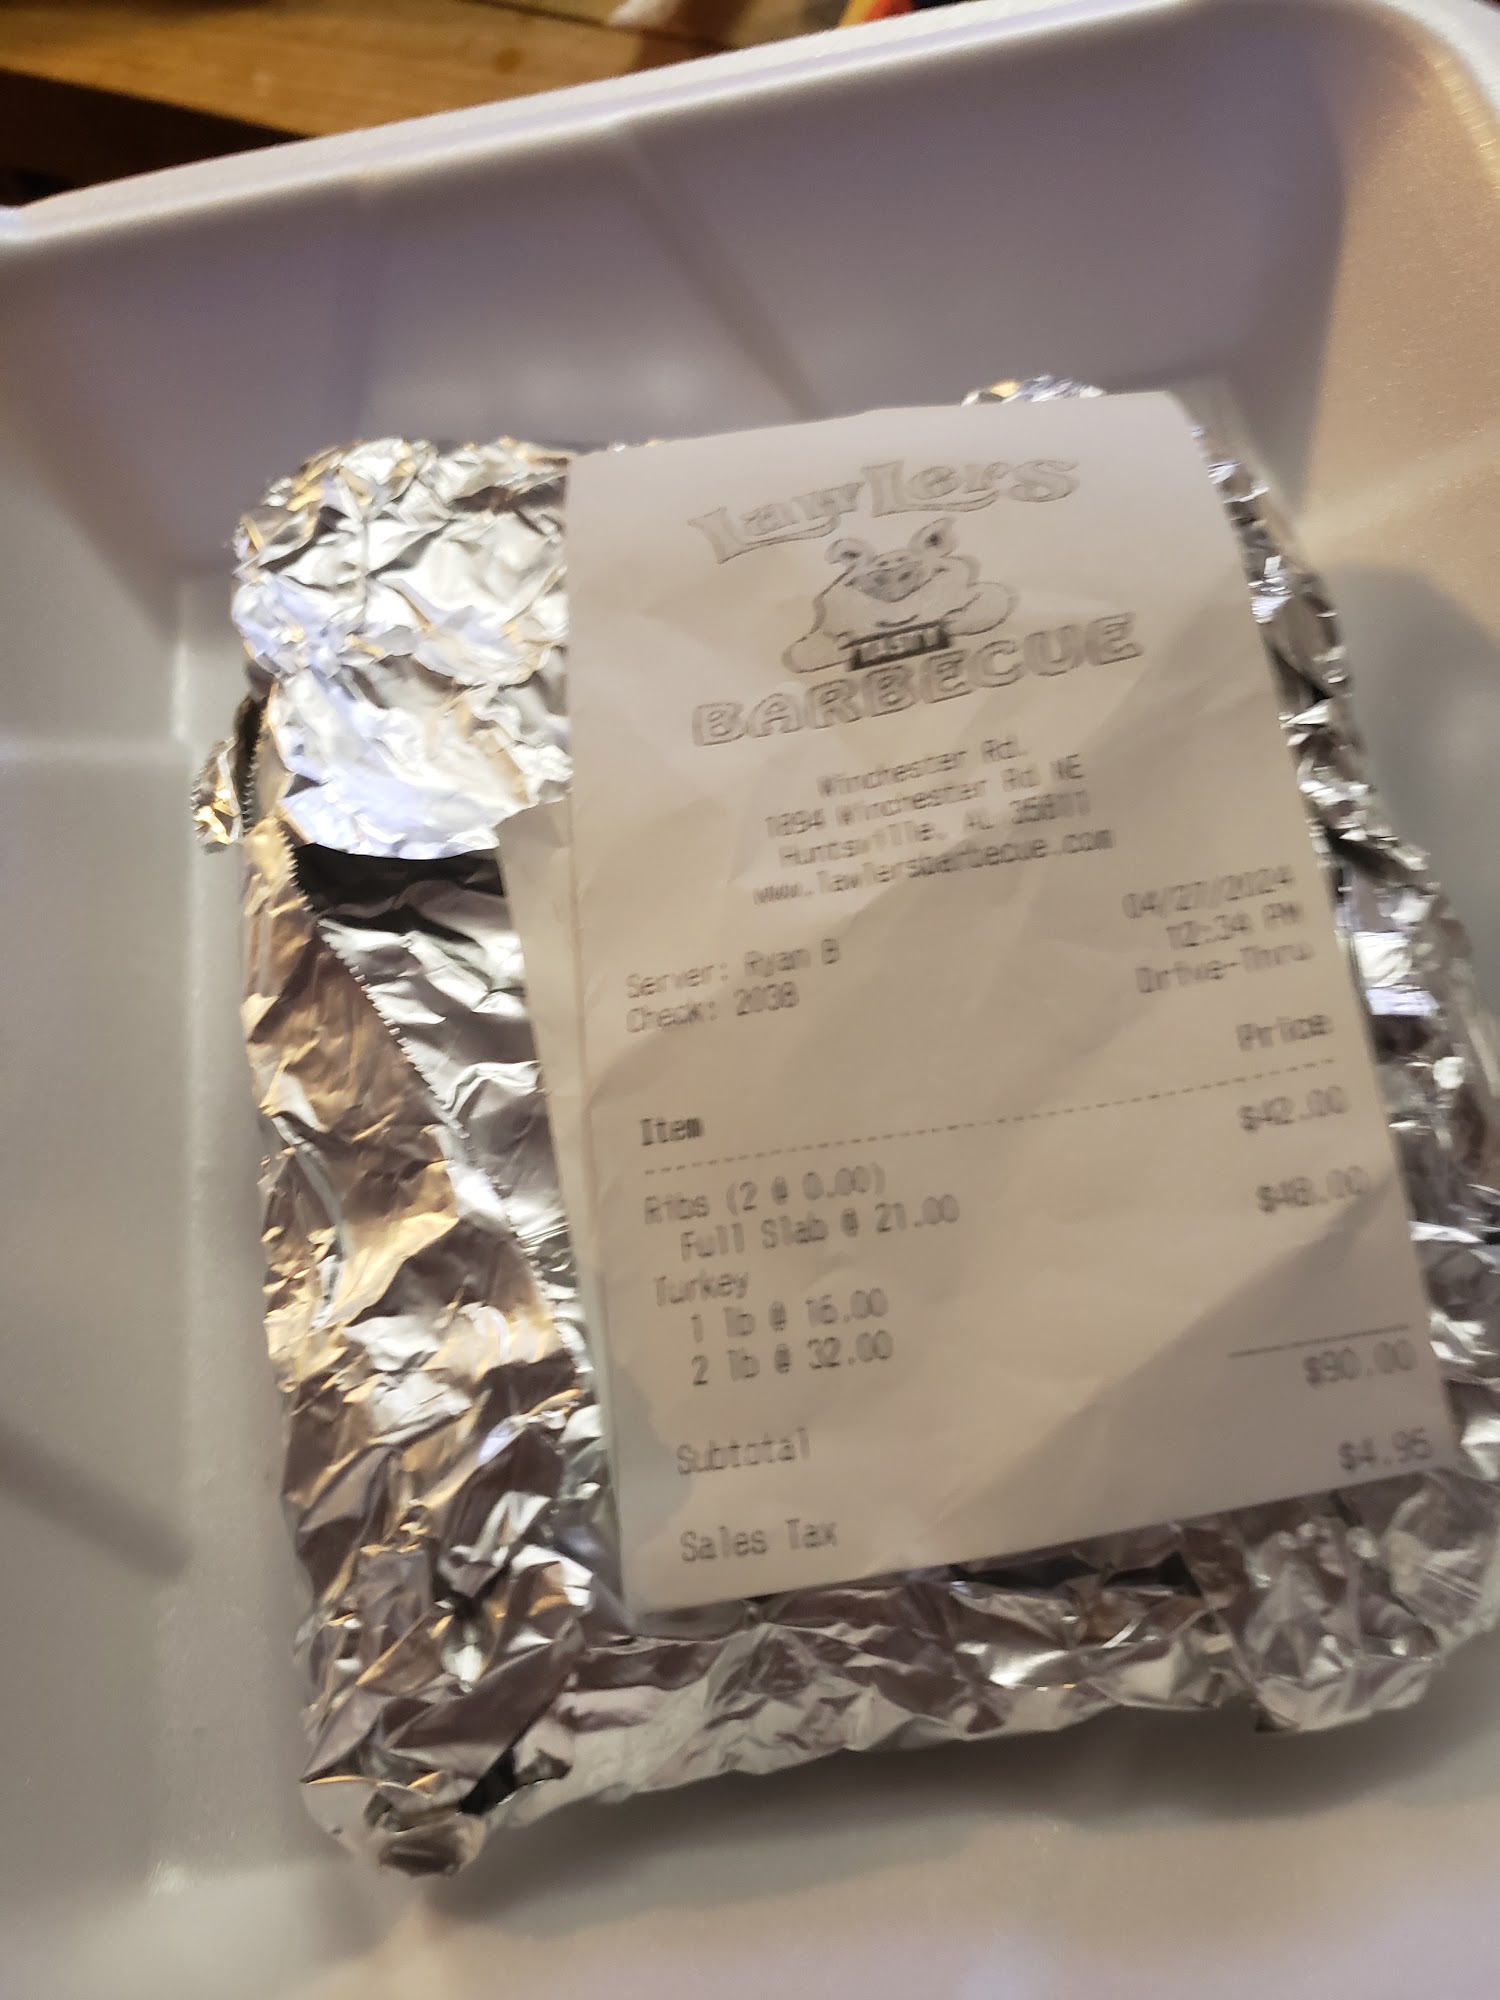 LawLers
BARBECUE
Winchester Rd.
1894 Winchester Rd NE
Huntsville, AL 35811
www.lawlersbarbecue.com
04/27/2024
Server: Ryan B 12:34 PM
Check: 2038 Drive-Thru
Price
Item
Ribs (2 @ 0.00) $42.00
Full Slab @ 21.00
Turkey $48.00
1 lb @ 16.00
2 lb @ 32.00
Subtotal $90.00
Sales Tax $4.95